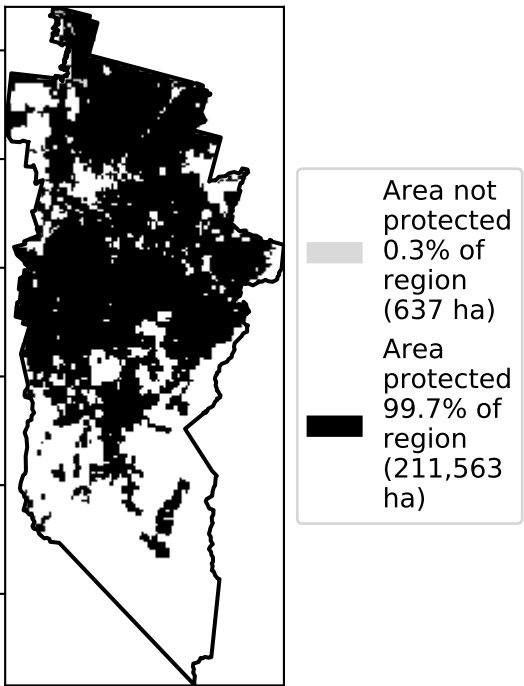 Area not
protected
0.3% of
region
(637 ha)
Area
protected
99.7% of
region
(211,563
ha)